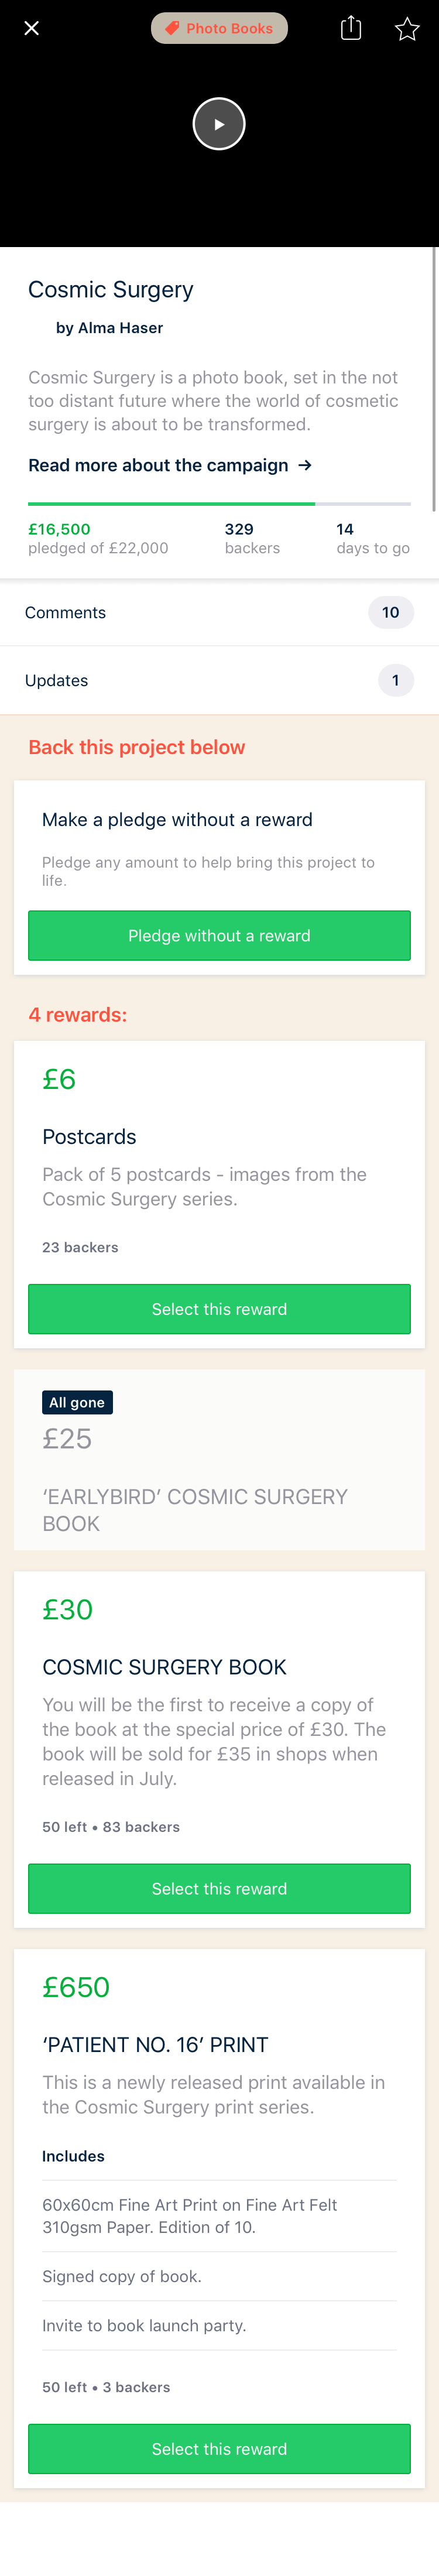 Photo Books
Cosmic Surgery
by Alma Haser
Cosmic Surgery is a photo book, set in the not
too distant future where the world of cosmetic
surgery is about to be transformed.
Read more about the campaign →
£16,500
pledged of £22,000
329
backers
14
days to go
Comments
10
Updates
1
Back this project below
Make a pledge without a reward
Pledge any amount to help bring this project to
life.
Pledge without a reward
4 rewards:
£6
Postcards
Pack of 5 postcards - images from the
Cosmic Surgery series.
23 backers
Select this reward
All gone
£25
‘EARLYBIRD’ COSMIC SURGERY
BOOK
£30
COSMIC SURGERY BOOK
You will be the first to receive a copy of
the book at the special price of £30. The
book will be sold for £35 in shops when
released in July.
50 left • 83 backers
Select this reward
£650
‘PATIENT NO. 16’ PRINT
This is a newly released print available in
the Cosmic Surgery print series.
Includes
60x60cm Fine Art Print on Fine Art Felt
310gsm Paper. Edition of 10.
Signed copy of book.
Invite to book launch party.
50 left • 3 backers
Select this reward